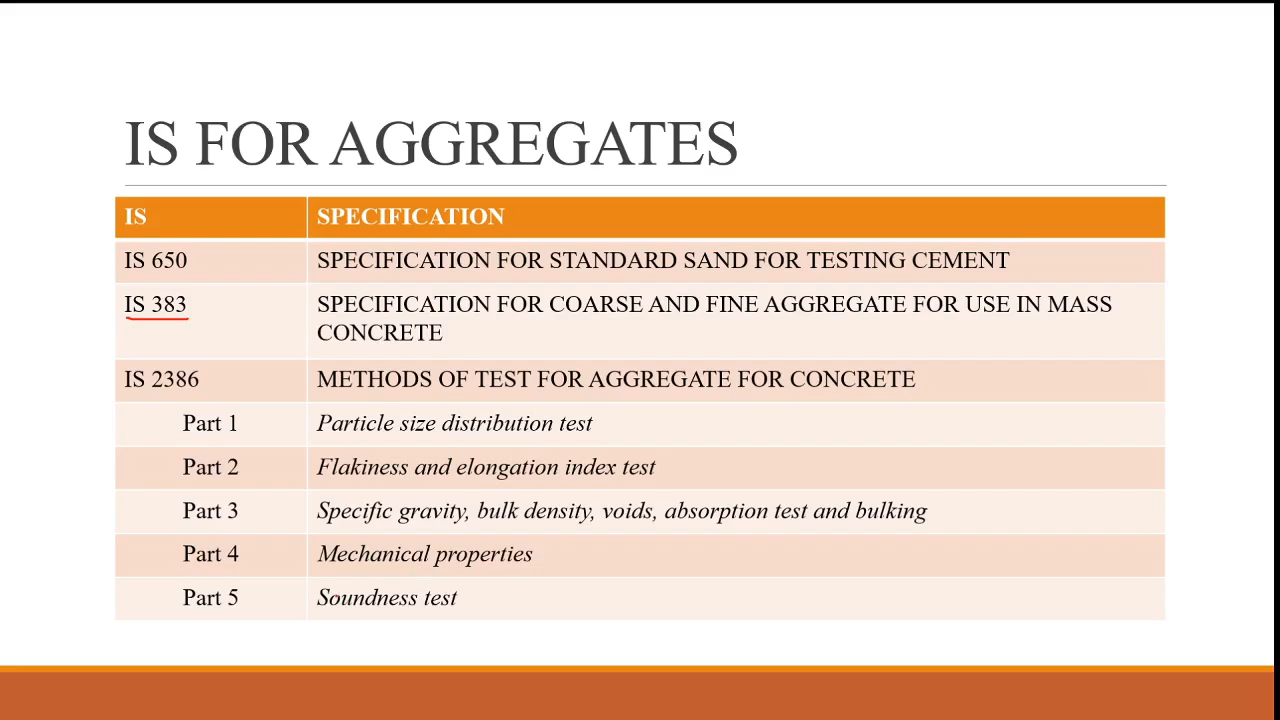 IS FOR AGGREGATES
IS SPECIFICATION
IS 650 SPECIFICATION FOR STANDARD SAND FOR TESTING CEMENT
IS 383 SPECIFICATION FOR COARSE AND FINE AGGREGATE FOR USE IN MASS
CONCRETE
IS 2386 METHODS OF TEST FOR AGGREGATE FOR CONCRETE
Part 1 Particle size distribution test
Part 2 Flakiness and elongation index test
Part 3 Specific gravity, bulk density, voids, absorption test and bulking
Part 4 Mechanical properties
Part 5 Soundness test